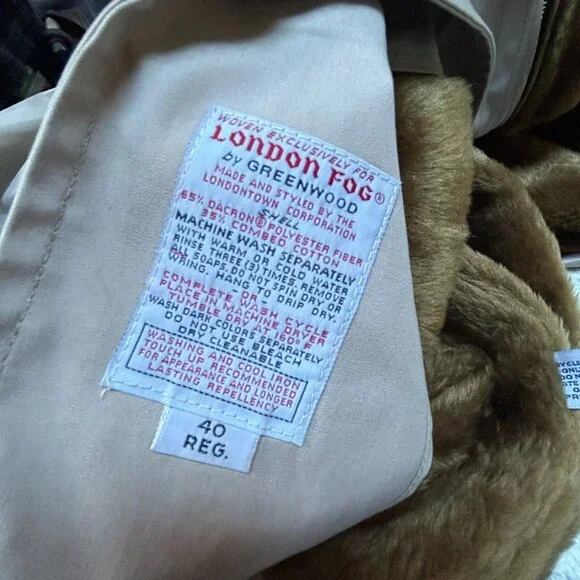 WOVEN EXCLUSIVELY FOR
LONDON FOG®
by GREENWOOD
MADE AND STYLED BY THE
LONDONTOWN CORPORATION
SHELL
65% DACRON® POLYESTER FIBER
35% COMBED COTTON
MACHINE WASH SEPARATELY
WITH WARM OR COLD WATER
RINSE THREE (3) TIMES. REMOVE
ALL SOAPS. DO NOT SPIN DRY OR
WRING. HANG TO DRIP DRY.
OR
COMPLETE WASH CYCLE
PLACE IN MACHINE DRYER
TUMBLE DRY AT 160°F
WASH DARK COLORS SEPARATELY
DO NOT USE BLEACH
DRY CLEANABLE
WASHING AND COOL IRON
TOUCH UP RECOMMENDED
FOR APPEARANCE AND LONGER
LASTING REPELLENCY
40
REG.